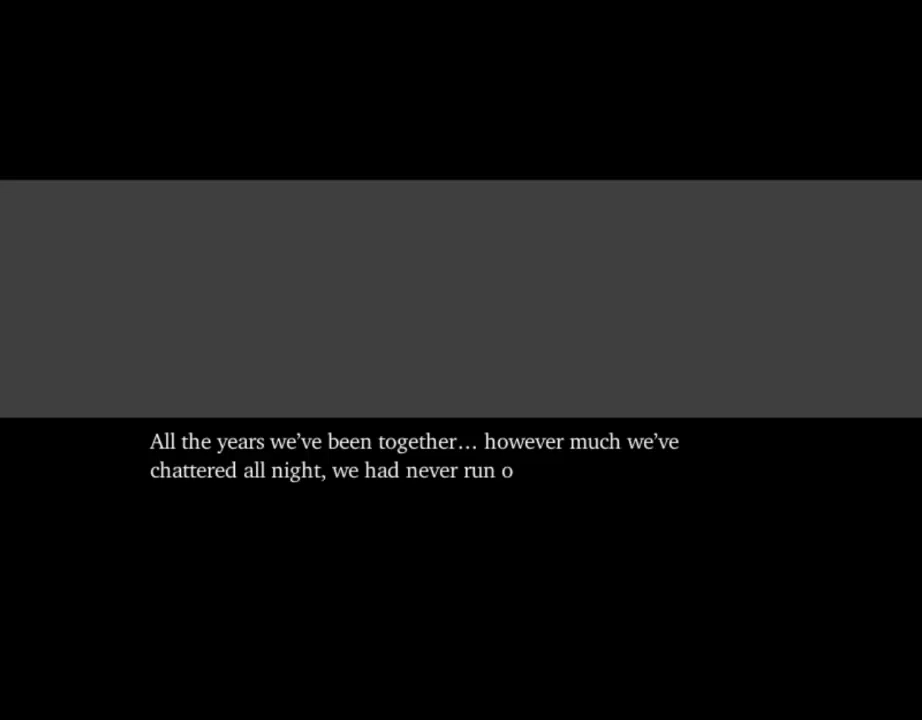 All the years we’ve been together… however much we’ve
chattered all night, we had never run o